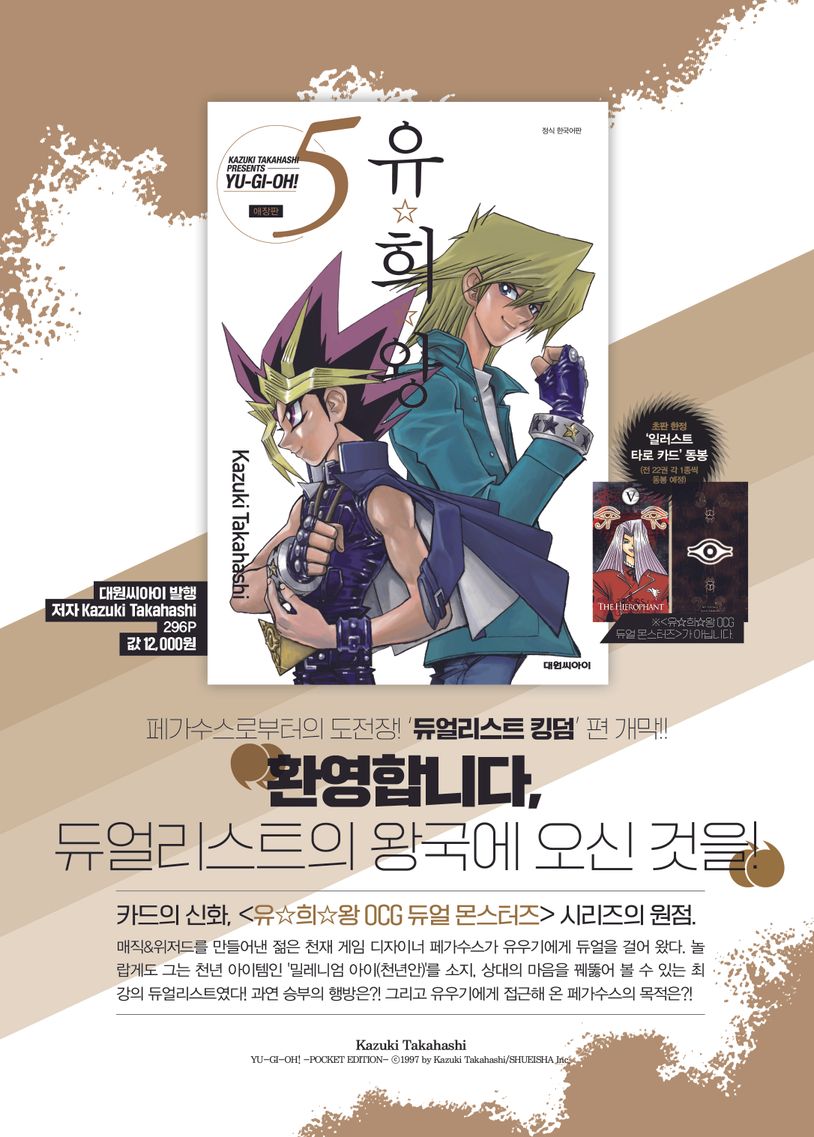 정식 한국어판
KAZUKI TAKAHASHI
PRESENTS
YU-GI-OH!
5
애장판
유☆희☆왕
Kazuki Takahashi
대원씨아이
초판 한정
‘일러스트
타로 카드’ 동봉
(전 22권 각 1종씩
동봉 예정)
V
THE HIEROPHANT
※<유☆희☆왕 OCG
듀얼 몬스터즈>가 아닙니다.
대원씨아이 발행
저자 Kazuki Takahashi
296P
값 12,000원
페가수스로부터의 도전장! ‘듀얼리스트 킹덤’ 편 개막!!
“환영합니다,
듀얼리스트의 왕국에 오신 것을!”
카드의 신화, <유☆희☆왕 OCG 듀얼 몬스터즈> 시리즈의 원점.
매직&위저드를 만들어낸 젊은 천재 게임 디자이너 페가수스가 유우기에게 듀얼을 걸어 왔다. 놀
랍게도 그는 천년 아이템인 '밀레니엄 아이(천년안)'를 소지, 상대의 마음을 꿰뚫어 볼 수 있는 최
강의 듀얼리스트였다! 과연 승부의 행방은?! 그리고 유우기에게 접근해 온 페가수스의 목적은?!
Kazuki Takahashi
YU-GI-OH! -POCKET EDITION- ⓒ1997 by Kazuki Takahashi/SHUEISHA Inc.